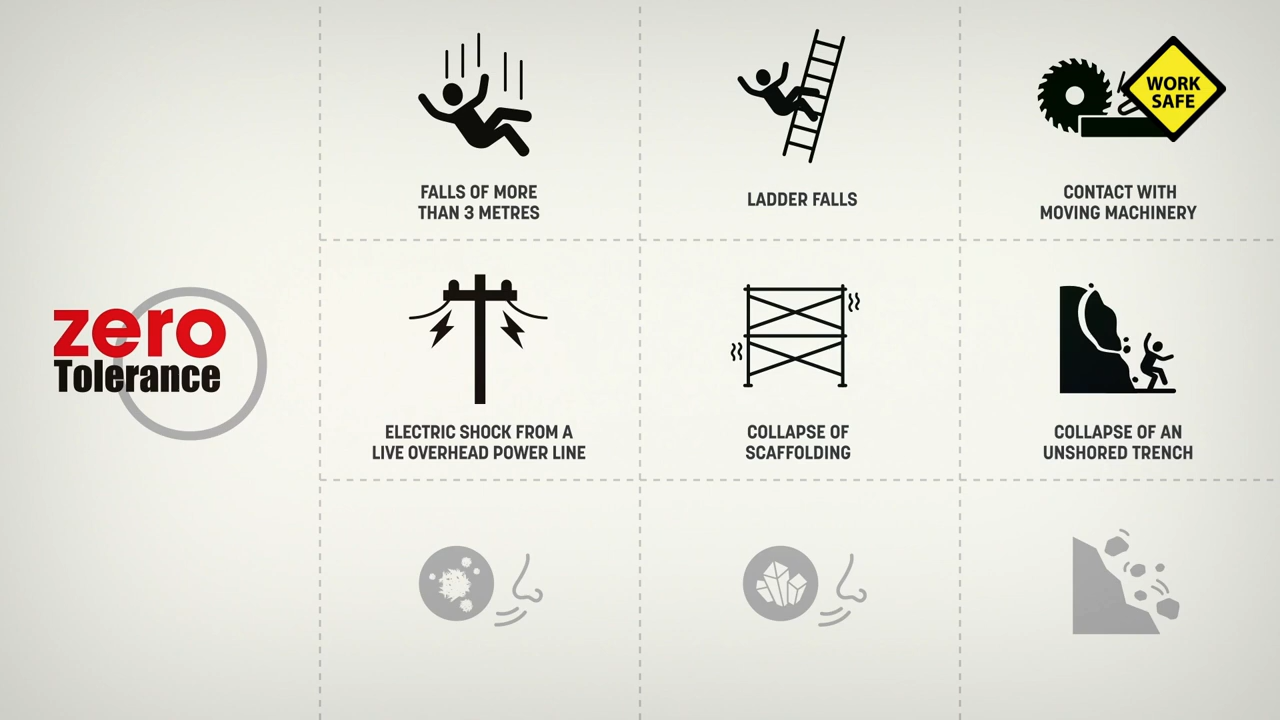 FALLS OF MORE
THAN 3 METRES
LADDER FALLS
WORK
SAFE
CONTACT WITH
MOVING MACHINERY
zero
Tolerance
ELECTRIC SHOCK FROM A
LIVE OVERHEAD POWER LINE
COLLAPSE OF
SCAFFOLDING
COLLAPSE OF AN
UNSHORED TRENCH